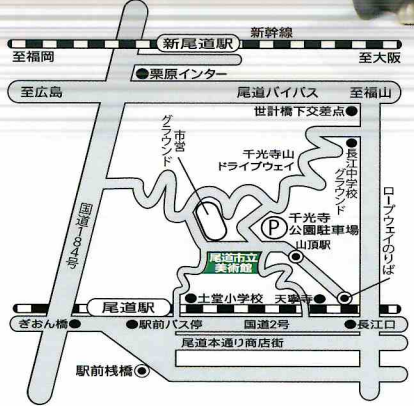 新幹線
新尾道駅
至福岡
至大阪
栗原インター
至広島
尾道バイパス
至福山
世計橋下交差点
市営グラウンド
千光寺山
ドライブウェイ
長江中学校
グラウンド
ロープウェイのりば
国道184号
P
千光寺
公園駐車場
山頂駅
尾道市立
美術館
尾道駅
土堂小学校
天寧寺
ぎおん橋
駅前バス停
国道2号
長江口
尾道本通り商店街
駅前桟橋